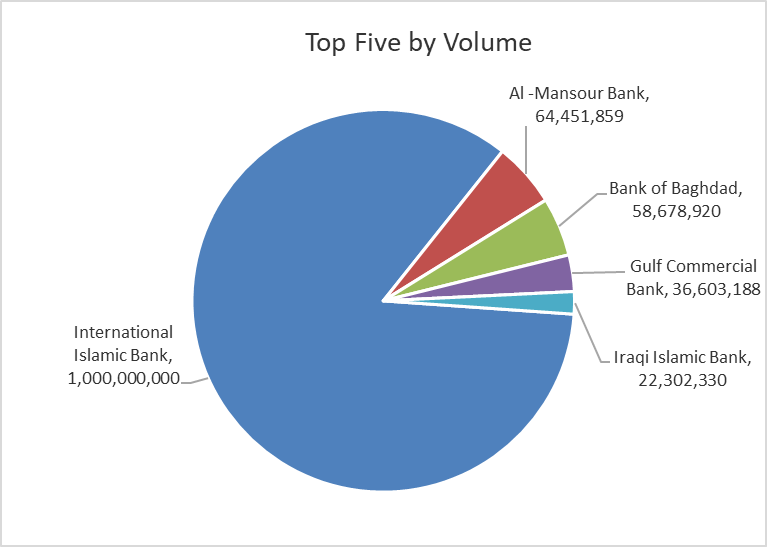 Top Five by Volume
Al -Mansour Bank,
64,451,859
Bank of Baghdad,
58,678,920
Gulf Commercial
Bank, 36,603,188
Iraqi Islamic Bank,
22,302,330
International
Islamic Bank,
1,000,000,000